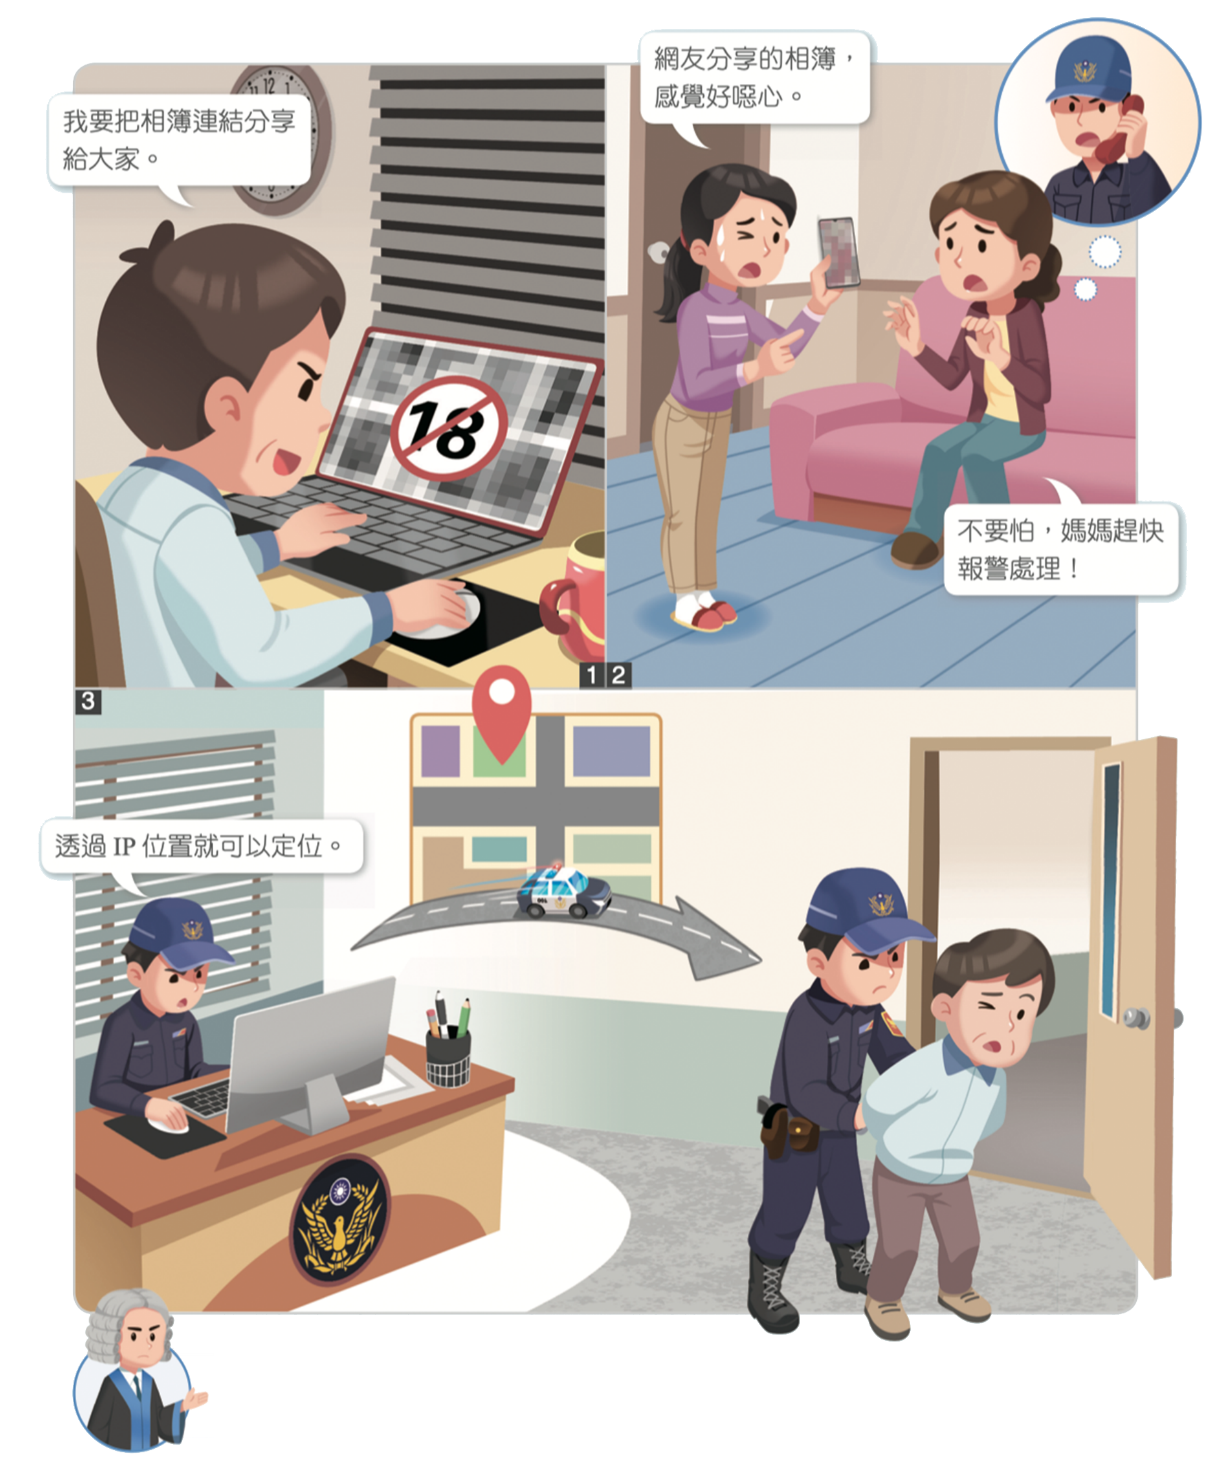 我要把相簿連結分享
給大家。
12
18
網友分享的相簿，
感覺好噁心。
不要怕，媽媽趕快
報警處理！
1
2
3
透過 IP 位置就可以定位。